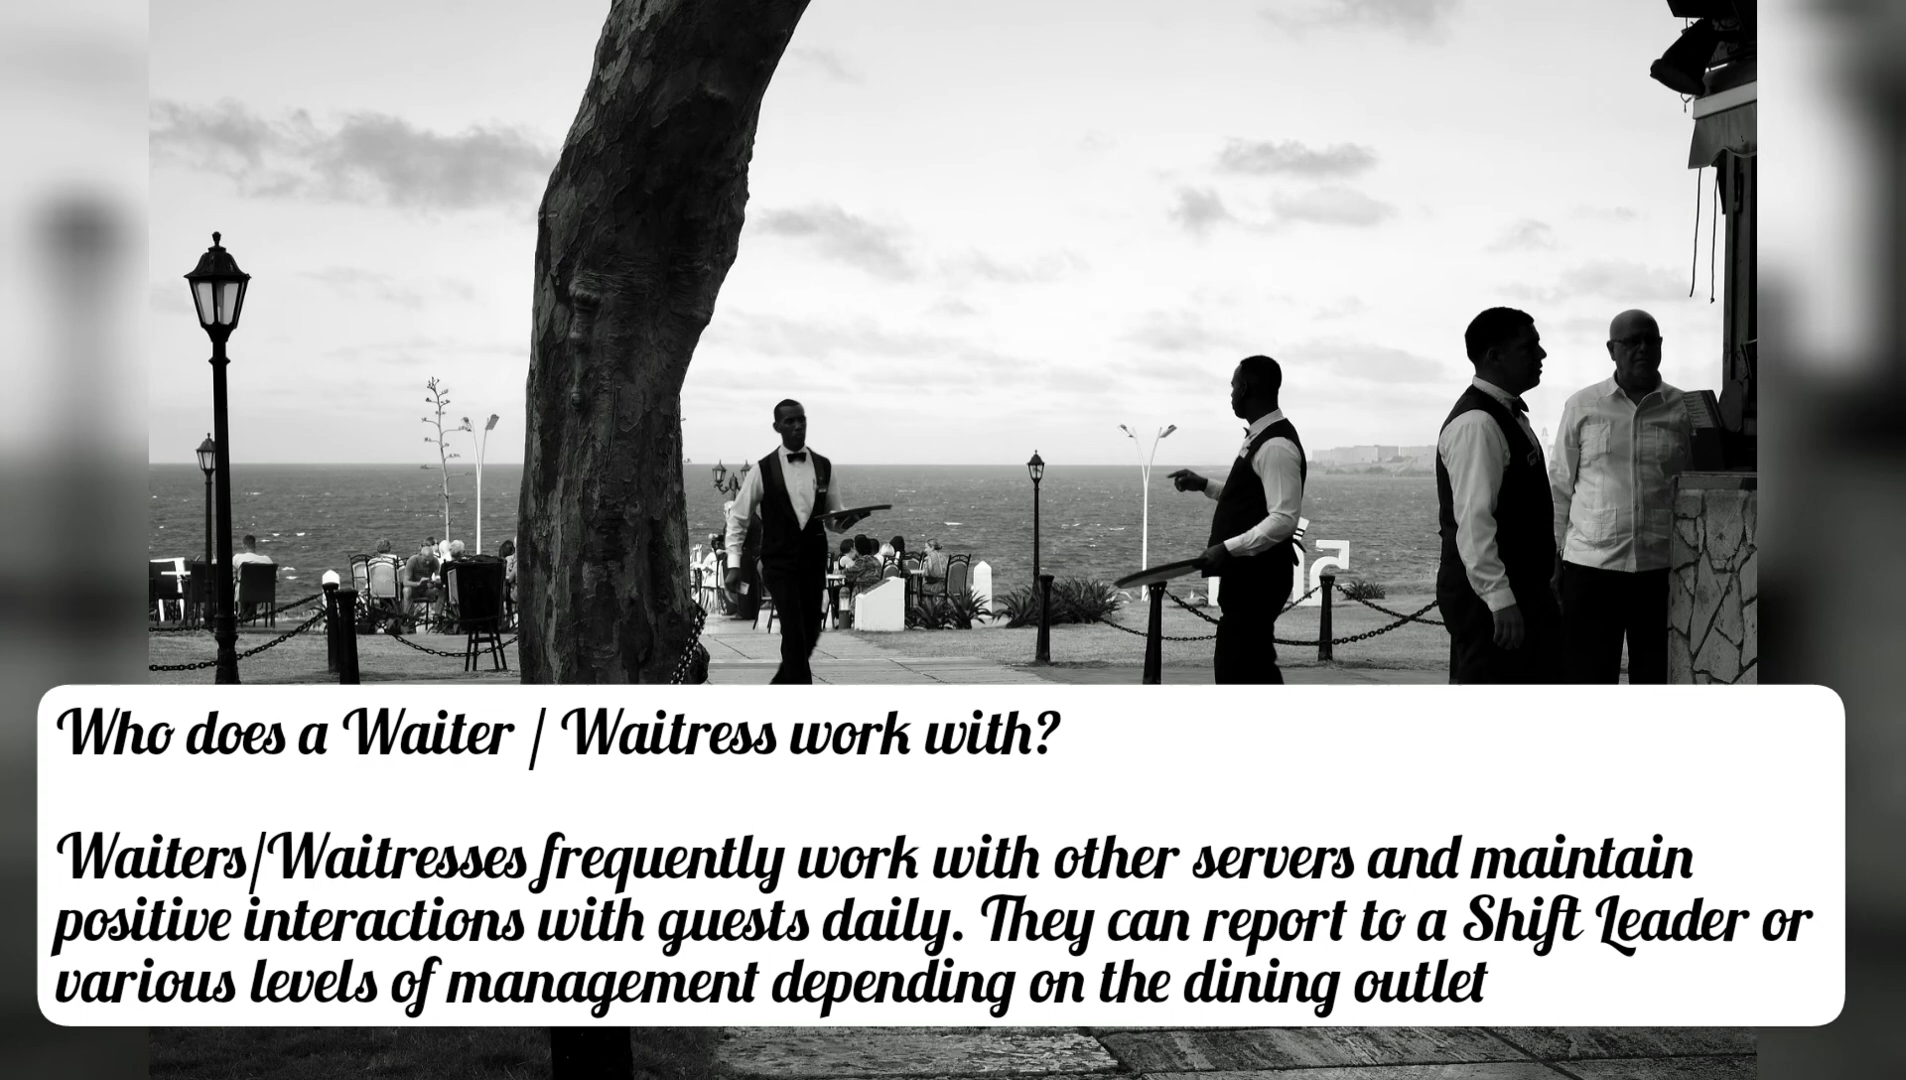 Who does a Waiter / Waitress work with?
Waiters/Waitresses frequently work with other servers and maintain
positive interactions with guests daily. They can report to a Shift Leader or
various levels of management depending on the dining outlet